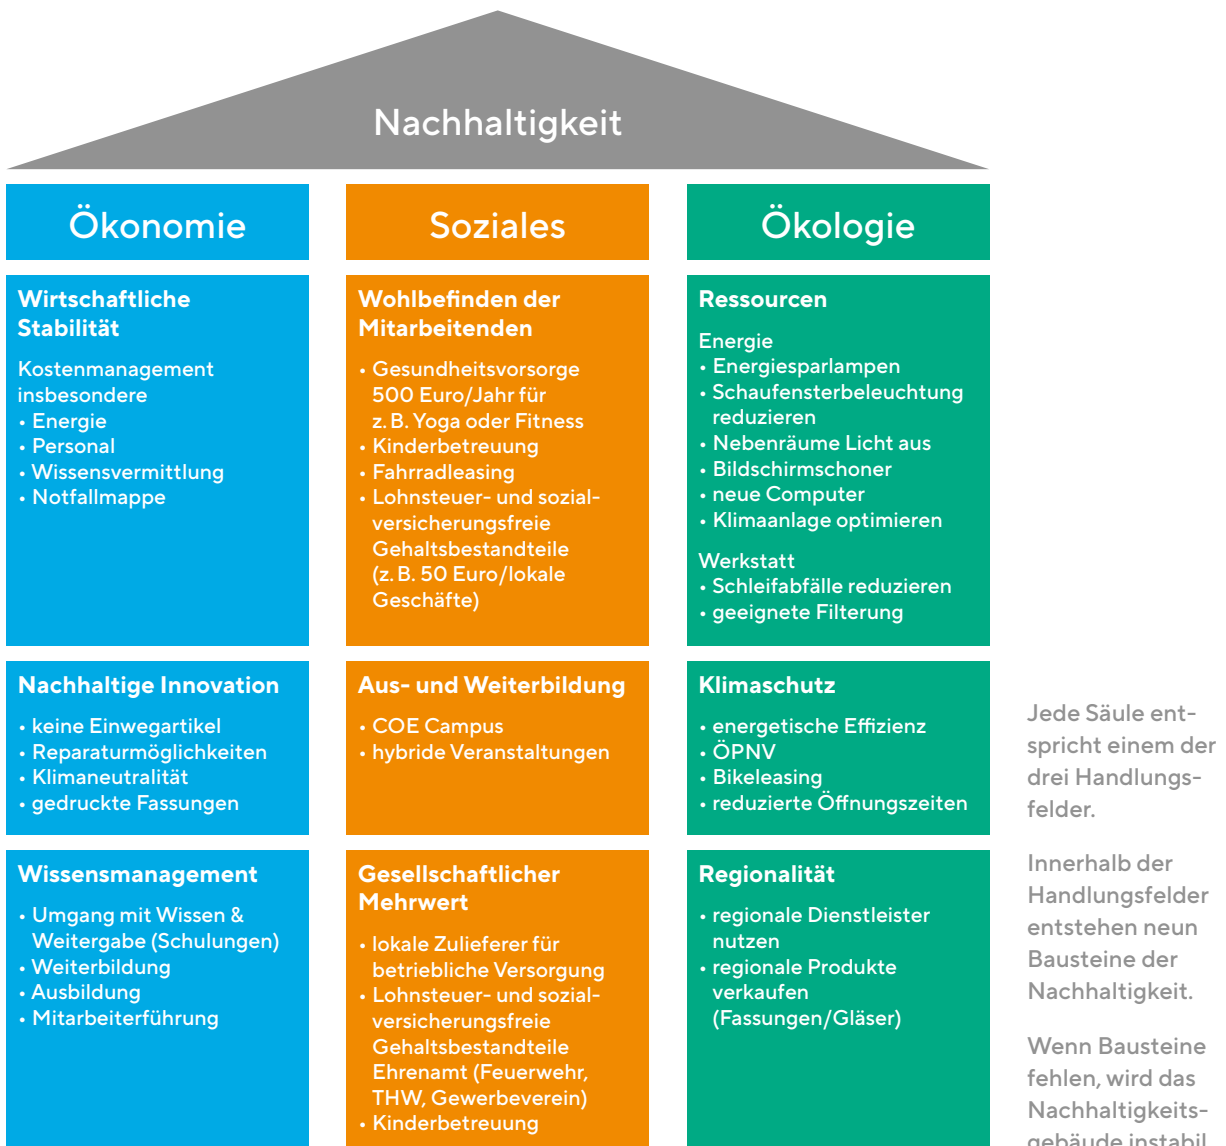 Nachhaltigkeit
Ökonomie
Wirtschaftliche
Stabilität
Kostenmanagement
insbesondere
• Energie
• Personal
• Wissensvermittlung
• Notfallmappe
Nachhaltige Innovation
• keine Einwegartikel
• Reparaturmöglichkeiten
• Klimaneutralität
• gedruckte Fassungen
Wissensmanagement
• Umgang mit Wissen &
Weitergabe (Schulungen)
• Weiterbildung
• Ausbildung
• Mitarbeiterführung
Soziales
Wohlbefinden der
Mitarbeitenden
• Gesundheitsvorsorge
500 Euro/Jahr für
z. B. Yoga oder Fitness
• Kinderbetreuung
• Fahrradleasing
• Lohnsteuer- und sozial-
versicherungsfreie
Gehaltsbestandteile
(z. B. 50 Euro/lokale
Geschäfte)
Aus- und Weiterbildung
• COE Campus
• hybride Veranstaltungen
Gesellschaftlicher
Mehrwert
• lokale Zulieferer für
betriebliche Versorgung
• Lohnsteuer- und sozial-
versicherungsfreie
Gehaltsbestandteile
Ehrenamt (Feuerwehr,
THW, Gewerbeverein)
• Kinderbetreuung
Ökologie
Ressourcen
Energie
• Energiesparlampen
• Schaufensterbeleuchtung
reduzieren
• Nebenräume Licht aus
• Bildschirmschoner
• neue Computer
• Klimaanlage optimieren
Werkstatt
• Schleifabfälle reduzieren
• geeignete Filterung
Klimaschutz
• energetische Effizienz
• ÖPNV
• Bikeleasing
• reduzierte Öffnungszeiten
Regionalität
• regionale Dienstleister
nutzen
• regionale Produkte
verkaufen
(Fassungen/Gläser)
Jede Säule ent-
spricht einem der
drei Handlungs-
felder.
Innerhalb der
Handlungsfelder
entstehen neun
Bausteine der
Nachhaltigkeit.
Wenn Bausteine
fehlen, wird das
Nachhaltigkeits-
gebäude instabil